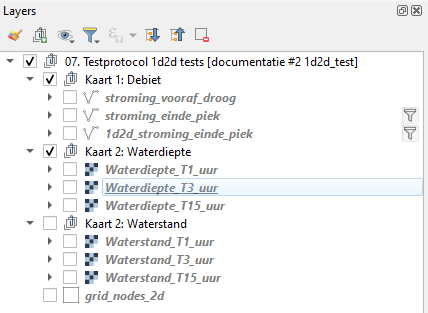 Layers
07. Testprotocol 1d2d tests [documentatie #2 1d2d_test]
Kaart 1: Debiet
stroming_vooraf_droog
stroming_einde_piek
1d2d_stroming_einde_piek
Kaart 2: Waterdiepte
Waterdiepte_T1_uur
Waterdiepte_T3_uur
Waterdiepte_T15_uur
Kaart 2: Waterstand
Waterstand_T1_uur
Waterstand_T3_uur
Waterstand_T15_uur
grid_nodes_2d